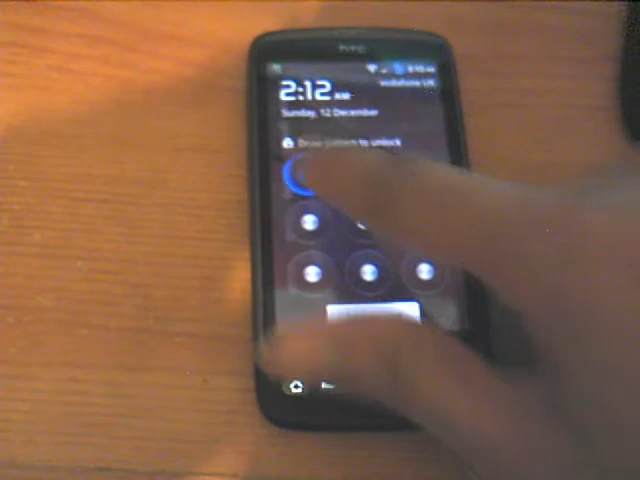 hTC
2:12 AM
vodafone UK
Sunday, 12 December
Draw pattern to unlock